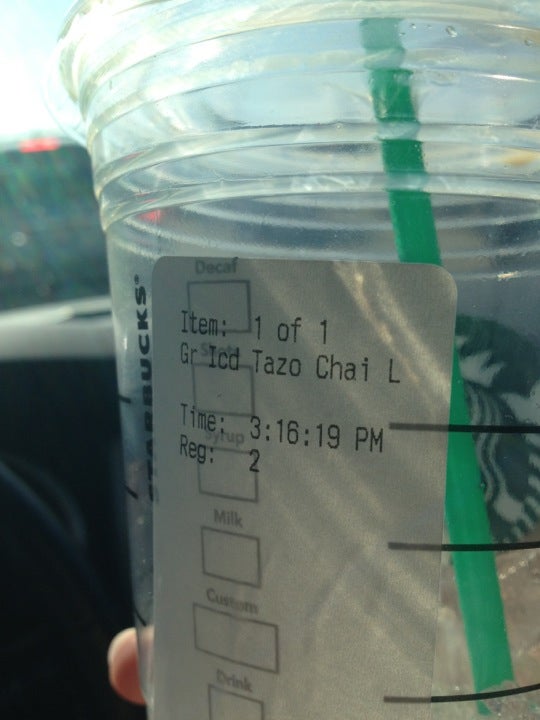 STARBUCKS
Decaf
Item: 1 of 1
Shots
Gr Icd Tazo Chai L
Time: 3:16:19 PM
Syrup
Reg: 2
Milk
Custom
Drink